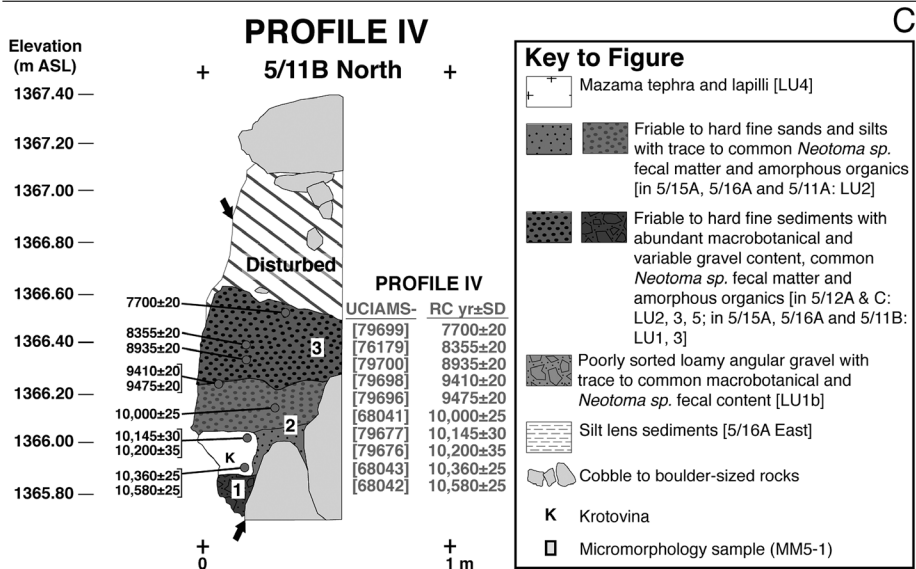 C
PROFILE IV
5/11B North
Elevation
(m ASL)
1367.40
1367.20
1367.00
1366.80
1366.60
1366.40
1366.20
1366.00
1365.80
Disturbed
7700±20
8355±20
8935±20
9410±20
9475±20
10,000±25
10,145±30
10,200±35
10,360±25
10,580±25
3
2
K
1
0
1 m
PROFILE IV
UCIAMS- RC yr±SD
[79699] 7700±20
[76179] 8355±20
[79700] 8935±20
[79698] 9410±20
[79696] 9475±20
[68041] 10,000±25
[79677] 10,145±30
[79676] 10,200±35
[68043] 10,360±25
[68042] 10,580±25
Key to Figure
Mazama tephra and lapilli [LU4]
Friable to hard fine sands and silts
with trace to common Neotoma sp.
fecal matter and amorphous organics
[in 5/15A, 5/16A and 5/11A: LU2]
Friable to hard fine sediments with
abundant macrobotanical and
variable gravel content, common
Neotoma sp. fecal matter and
amorphous organics [in 5/12A & C:
LU2, 3, 5; in 5/15A, 5/16A and 5/11B:
LU1, 3]
Poorly sorted loamy angular gravel with
trace to common macrobotanical and
Neotoma sp. fecal content [LU1b]
Silt lens sediments [5/16A East]
Cobble to boulder-sized rocks
K Krotovina
Micromorphology sample (MM5-1)